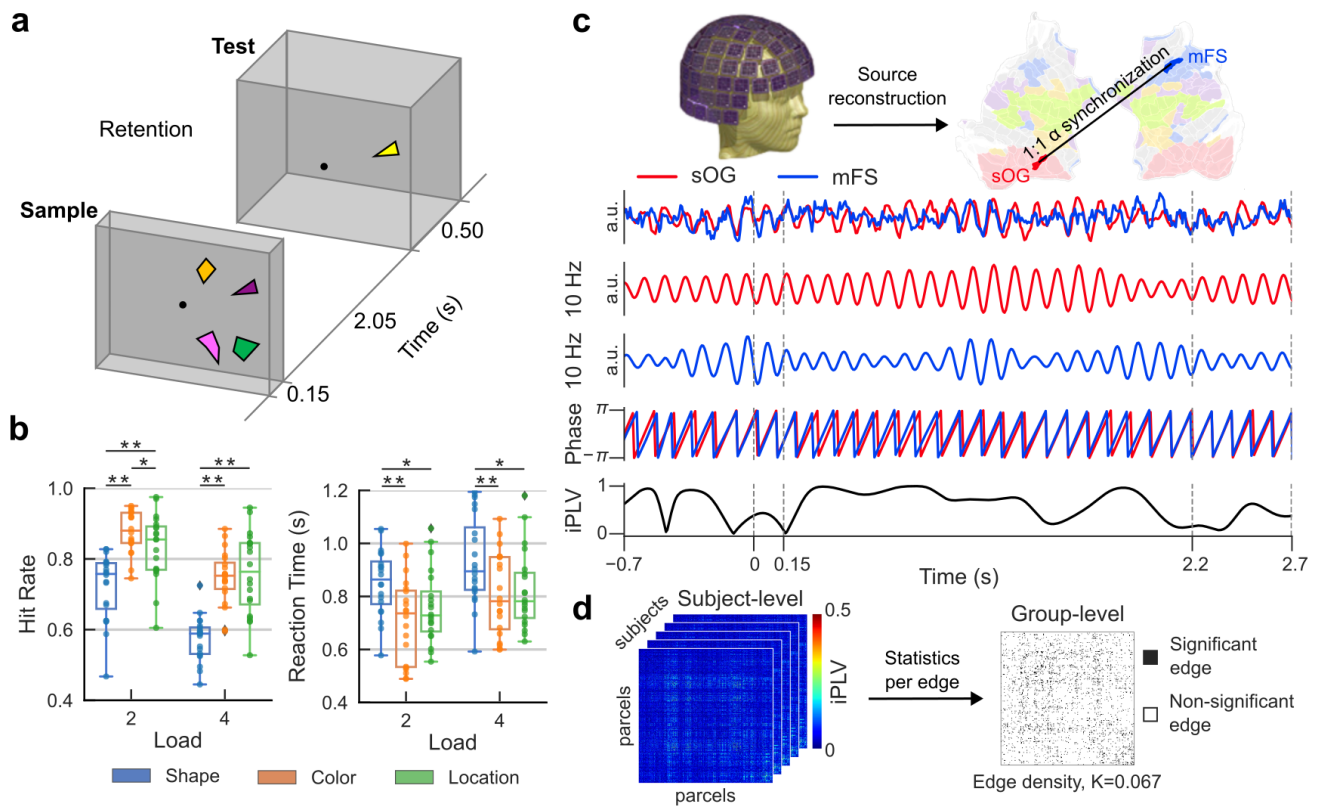 a
Test
Retention
Sample
0.50
2.05
Time (s)
0.15
b
** 
*
**
**
**
Hit Rate
1.0
0.8
0.6
0.4
2
4
Load
*
**
*
**
Reaction Time (s)
1.2
1.0
0.8
0.6
0.4
2
4
Load
Shape
Color
Location
c
Source
reconstruction
mFS
1:1 α synchronization
sOG
sOG
mFS
a.u.
10 Hz
a.u.
10 Hz
a.u.
Phase
π
−π
iPLV
1
0
−0.7
0
0.15
2.2
2.7
Time (s)
d
Subject-level
subjects
parcels
parcels
0.5
iPLV
0
Statistics
per edge
Group-level
Significant
edge
Non-significant
edge
Edge density, K=0.067